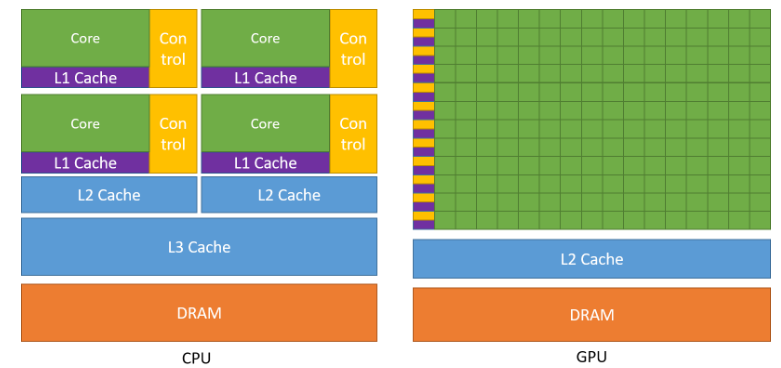 Core
Con
trol
L1 Cache
Core
Con
trol
L1 Cache
Core
Con
trol
L1 Cache
Core
Con
trol
L1 Cache
L2 Cache
L2 Cache
L3 Cache
DRAM
CPU
L2 Cache
DRAM
GPU